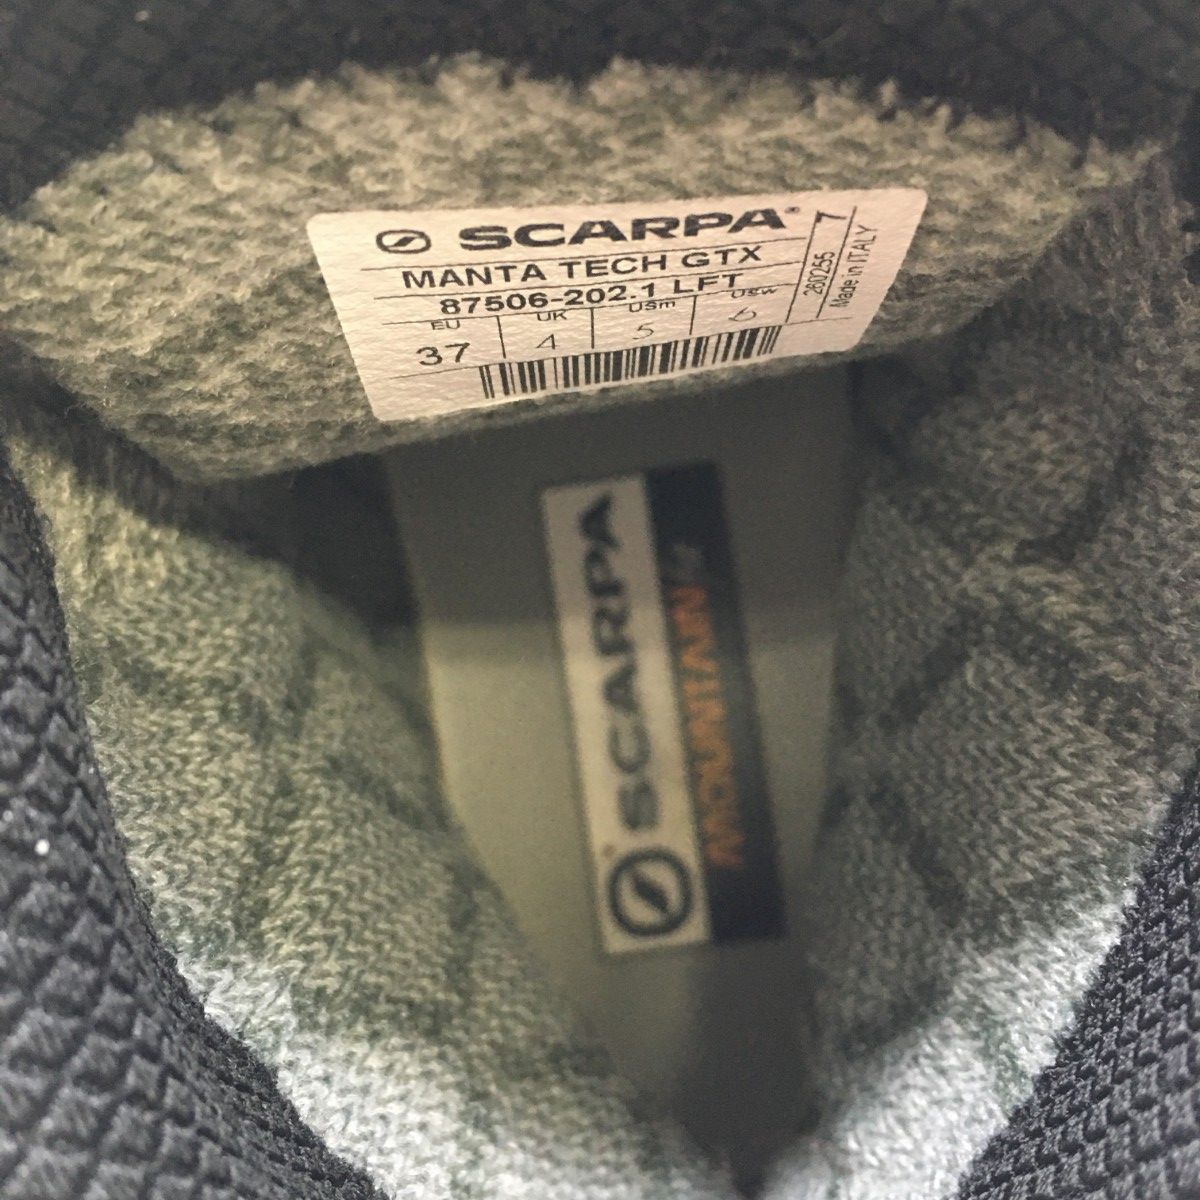 SCARPA®
MANTA TECH GTX
87506-202.1 LFT
EU UK USm USw
37 4 5 6
7
260255
Made in ITALY
SCARPA®
MOUNTAIN